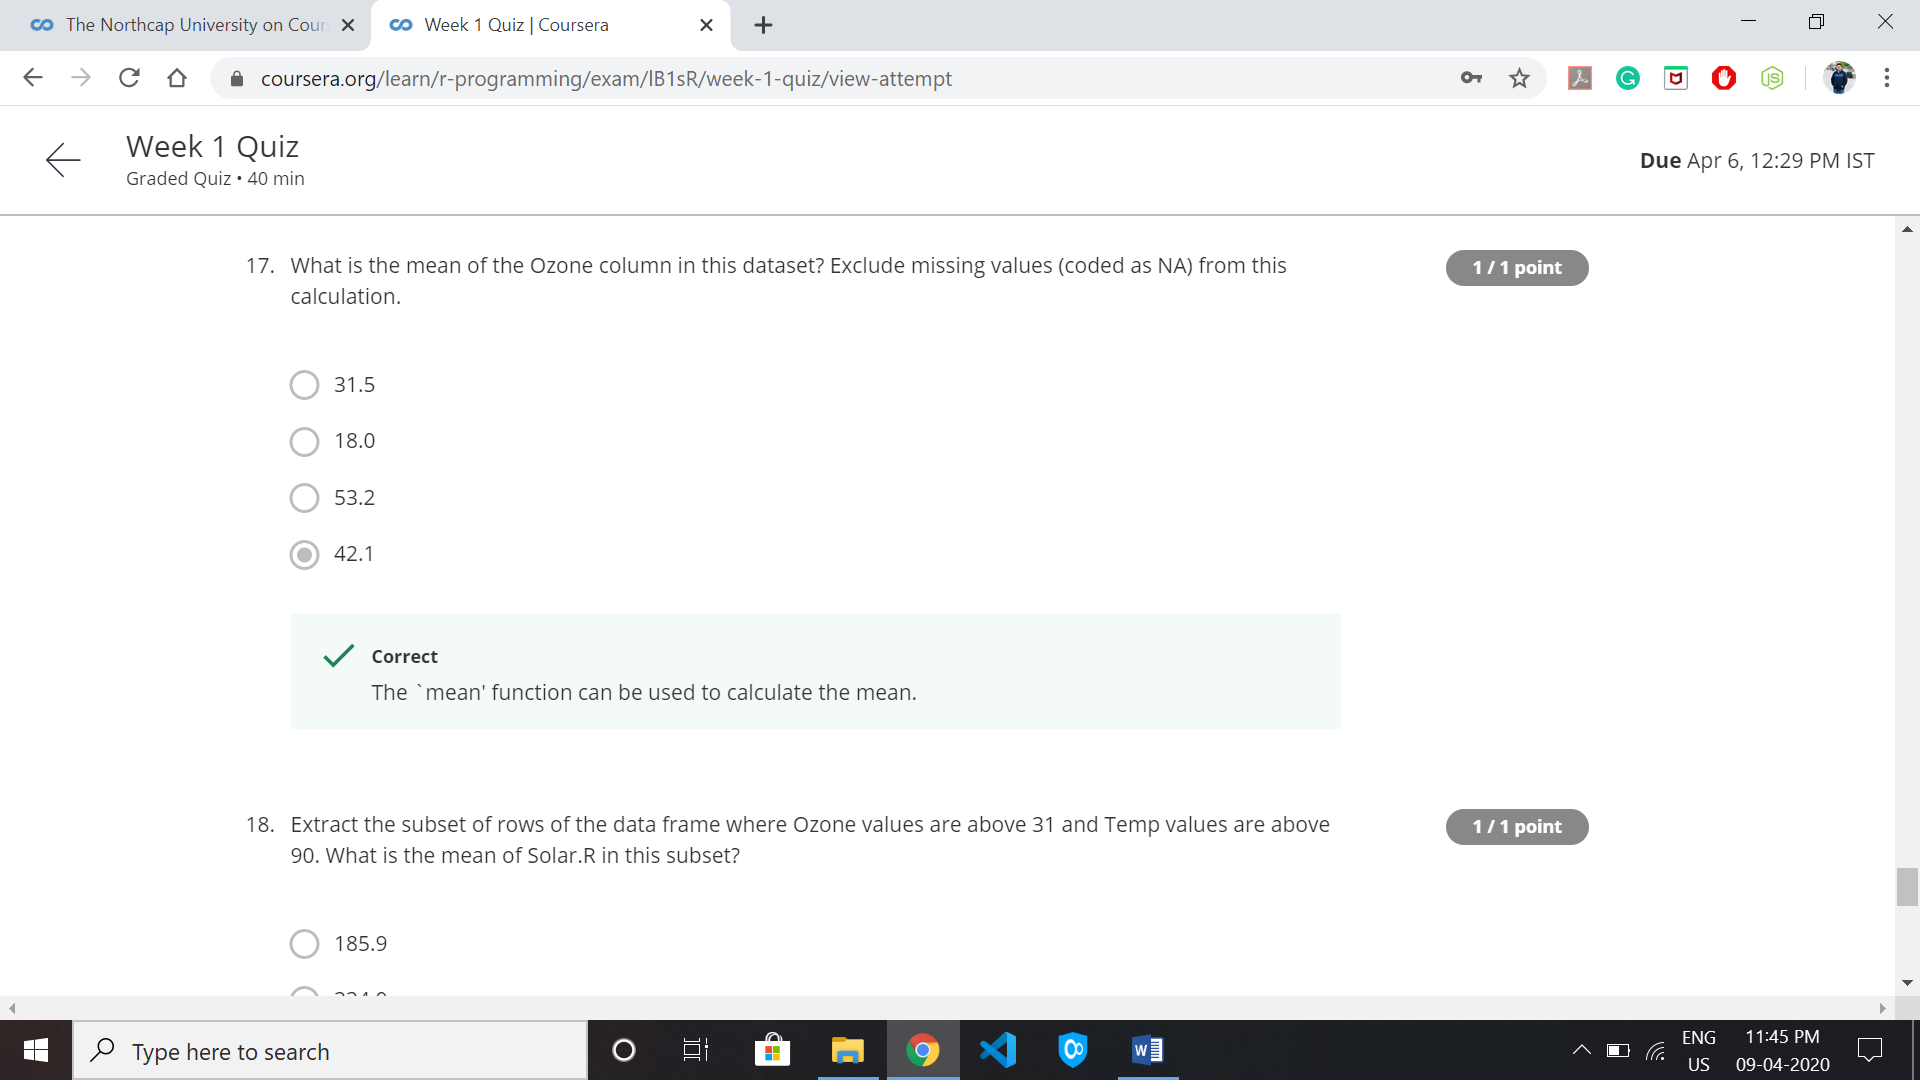 The Northcap University on Cour
Week 1 Quiz | Coursera
coursera.org/learn/r-programming/exam/lB1sR/week-1-quiz/view-attempt
Week 1 Quiz
Graded Quiz • 40 min
Due Apr 6, 12:29 PM IST
17. What is the mean of the Ozone column in this dataset? Exclude missing values (coded as NA) from this
calculation.
1 / 1 point
31.5
18.0
53.2
42.1
Correct
The `mean' function can be used to calculate the mean.
18. Extract the subset of rows of the data frame where Ozone values are above 31 and Temp values are above
90. What is the mean of Solar.R in this subset?
1 / 1 point
185.9
Type here to search
ENG
US
11:45 PM
09-04-2020